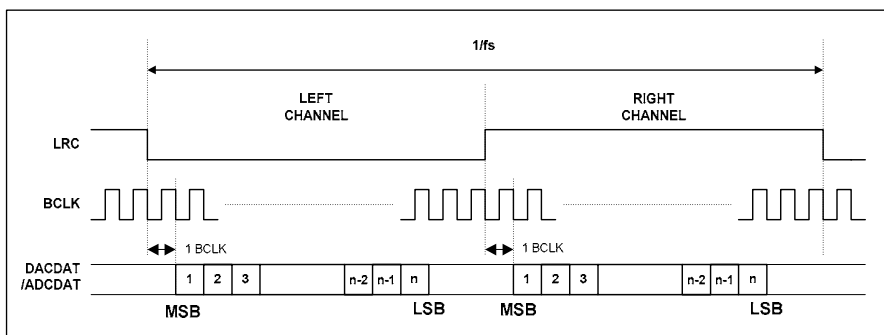 1/fs
LEFT
CHANNEL
RIGHT
CHANNEL
LRC
BCLK
1 BCLK
1 BCLK
DACDAT
/ADCDAT
1 2 3 n-2 n-1 n 1 2 3 n-2 n-1 n
MSB LSB MSB LSB